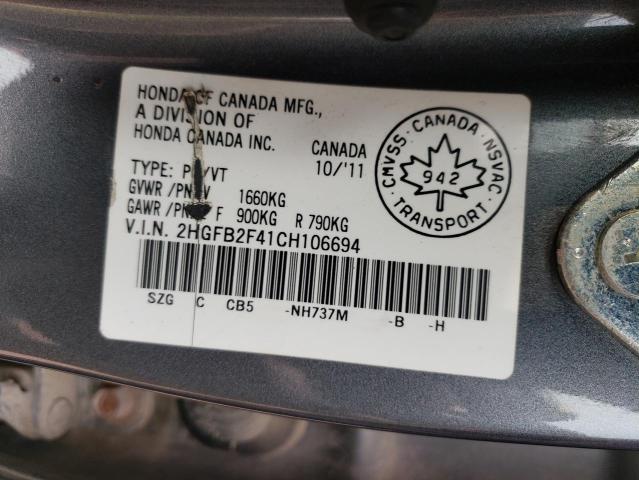 HONDA OF CANADA MFG.,
A DIVISION OF
HONDA CANADA INC.
CANADA
10/'11
TYPE: /VT
GVWR / 1660KG
GAWR / F 900KG R 790KG
V.I.N. 2HGFB2F41CH106694
SZG C CB5 -NH737M -B -H
CMVSS · CANADA · NSVAC
942
TRANSPORT